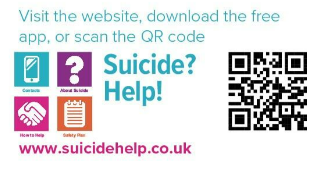 Visit the website, download the free
app, or scan the QR code
Suicide?
Help!
Contacts
About Suicide
How to Help
Safety Plan
www.suicidehelp.co.uk